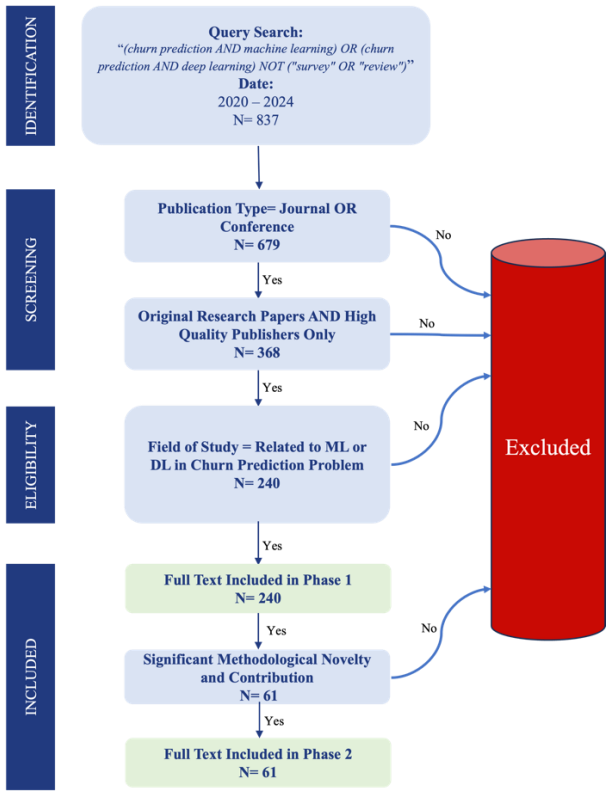 IDENTIFICATION
Query Search:
“(churn prediction AND machine learning) OR (churn
prediction AND deep learning) NOT ("survey" OR "review")”
Date:
2020 – 2024
N= 837
SCREENING
Publication Type= Journal OR
Conference
N= 679
No
Yes
Original Research Papers AND High
Quality Publishers Only
N= 368
No
Yes
ELIGIBILITY
Field of Study = Related to ML or
DL in Churn Prediction Problem
N= 240
No
Excluded
Yes
INCLUDED
Full Text Included in Phase 1
N= 240
Yes
No
Significant Methodological Novelty
and Contribution
N= 61
Yes
Full Text Included in Phase 2
N= 61